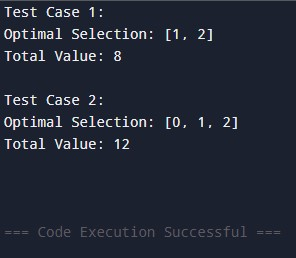 Test Case 1:
Optimal Selection: [1, 2]
Total Value: 8
Test Case 2:
Optimal Selection: [0, 1, 2]
Total Value: 12
=== Code Execution Successful ===